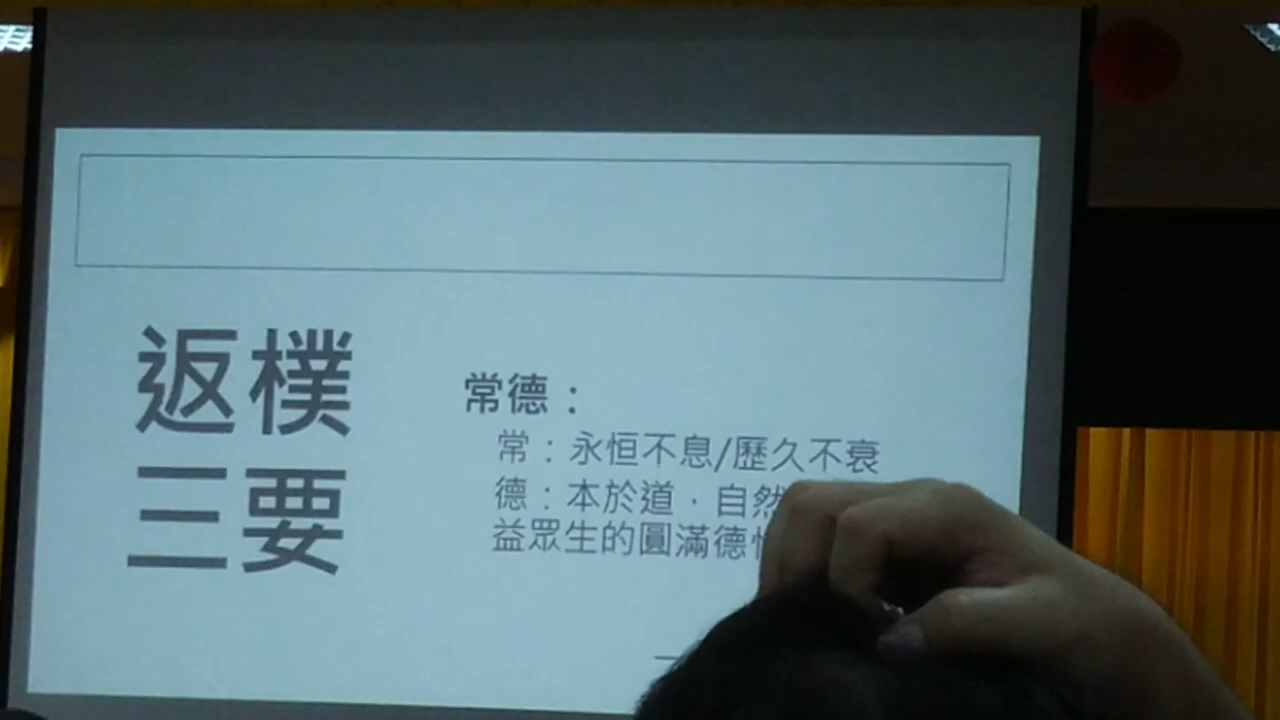 返樸
三要
常德：
常：永恒不息/歷久不衰
德：本於道，自然
益眾生的圓滿德